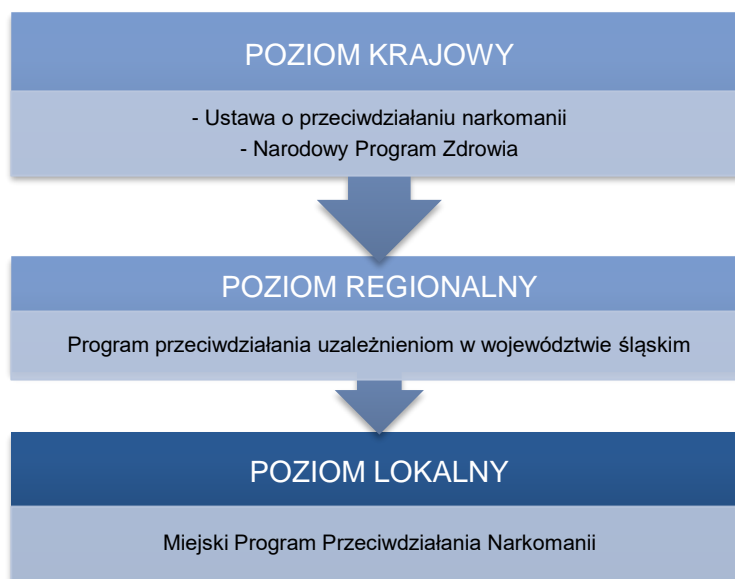 POZIOM KRAJOWY
- Ustawa o przeciwdziałaniu narkomanii
- Narodowy Program Zdrowia
POZIOM REGIONALNY
Program przeciwdziałania uzależnieniom w województwie śląskim
POZIOM LOKALNY
Miejski Program Przeciwdziałania Narkomanii